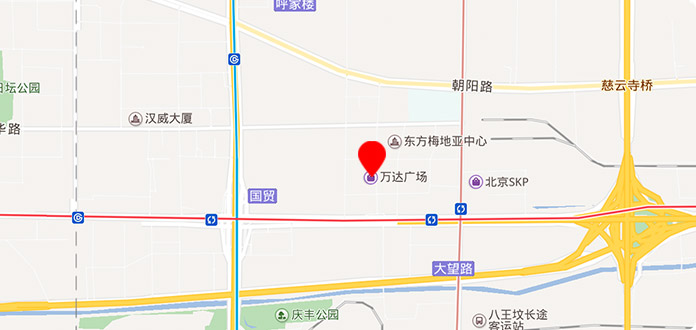 呼家楼
朝阳路
慈云寺桥
日坛公园
汉威大厦
华路
东方梅地亚中心
万达广场
北京SKP
国贸
大望路
庆丰公园
八王坟长途
客运站